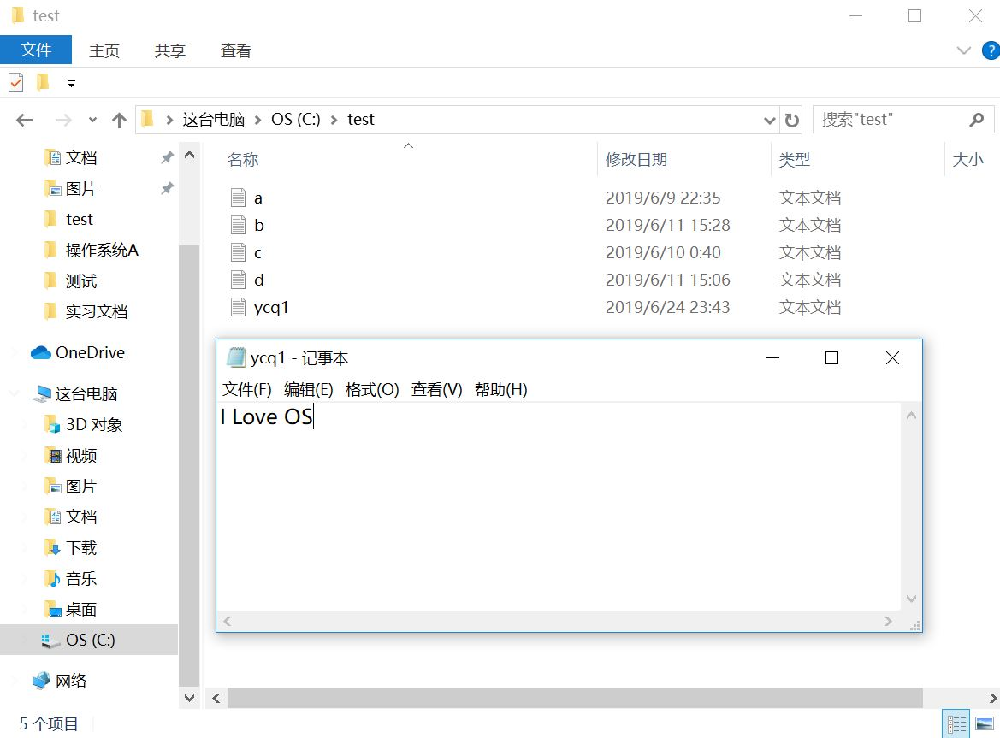 test
文件 主页 共享 查看
这台电脑 OS (C:) test 搜索"test"
名称 修改日期 类型 大小
a 2019/6/9 22:35 文本文档
b 2019/6/11 15:28 文本文档
c 2019/6/10 0:40 文本文档
d 2019/6/11 15:06 文本文档
ycq1 2019/6/24 23:43 文本文档
文档
图片
test
操作系统A
测试
实习文档
OneDrive
这台电脑
3D 对象
视频
图片
文档
下载
音乐
桌面
OS (C:)
网络
ycq1 - 记事本
文件(F) 编辑(E) 格式(O) 查看(V) 帮助(H)
I Love OS
5 个项目